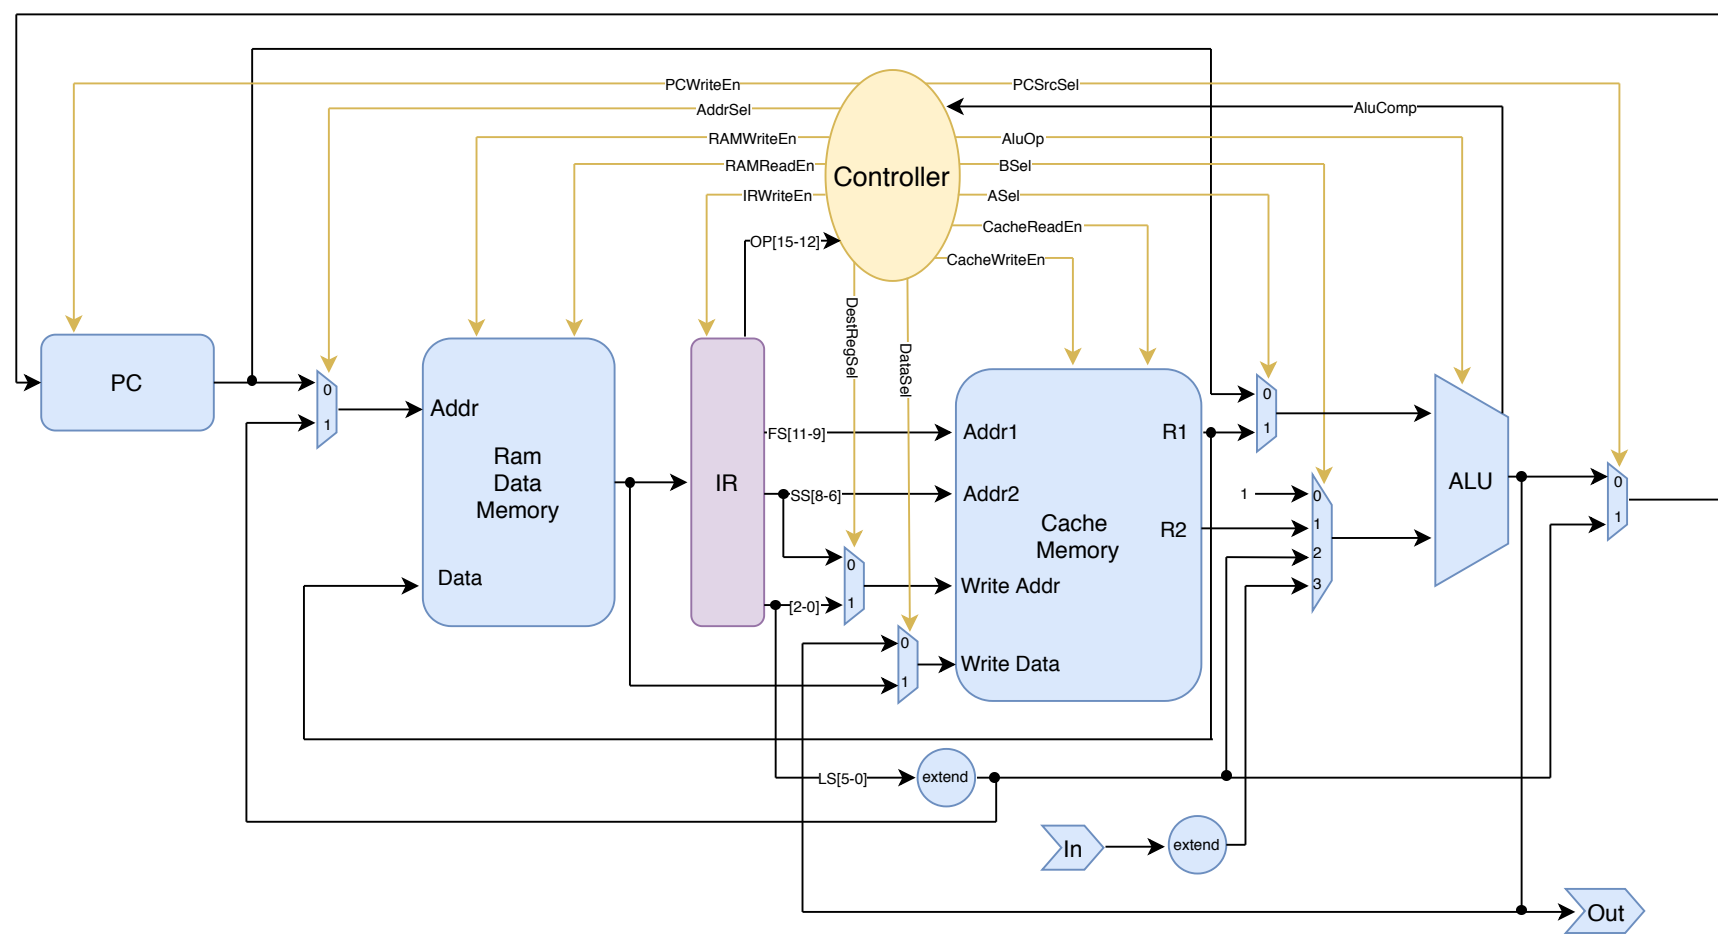 PCWriteEn
PCSrcSel
AddrSel
AluComp
RAMWriteEn
AluOp
RAMReadEn
BSel
Controller
IRWriteEn
ASel
CacheReadEn
OP[15-12]
CacheWriteEn
DestRegSel
DataSel
PC
0
1
Addr
Ram
Data
Memory
Data
IR
FS[11-9]
SS[8-6]
[2-0]
0
1
0
1
Addr1
R1
Addr2
Cache
Memory
R2
Write Addr
Write Data
0
1
1
0
1
2
3
ALU
0
1
LS[5-0]
extend
In
extend
Out